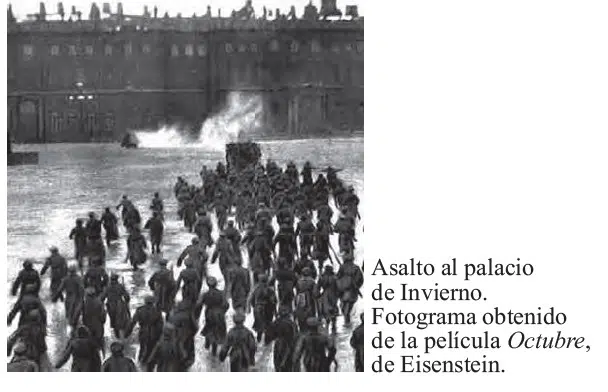 Asalto al palacio
de Invierno.
Fotograma obtenido
de la película Octubre,
de Eisenstein.